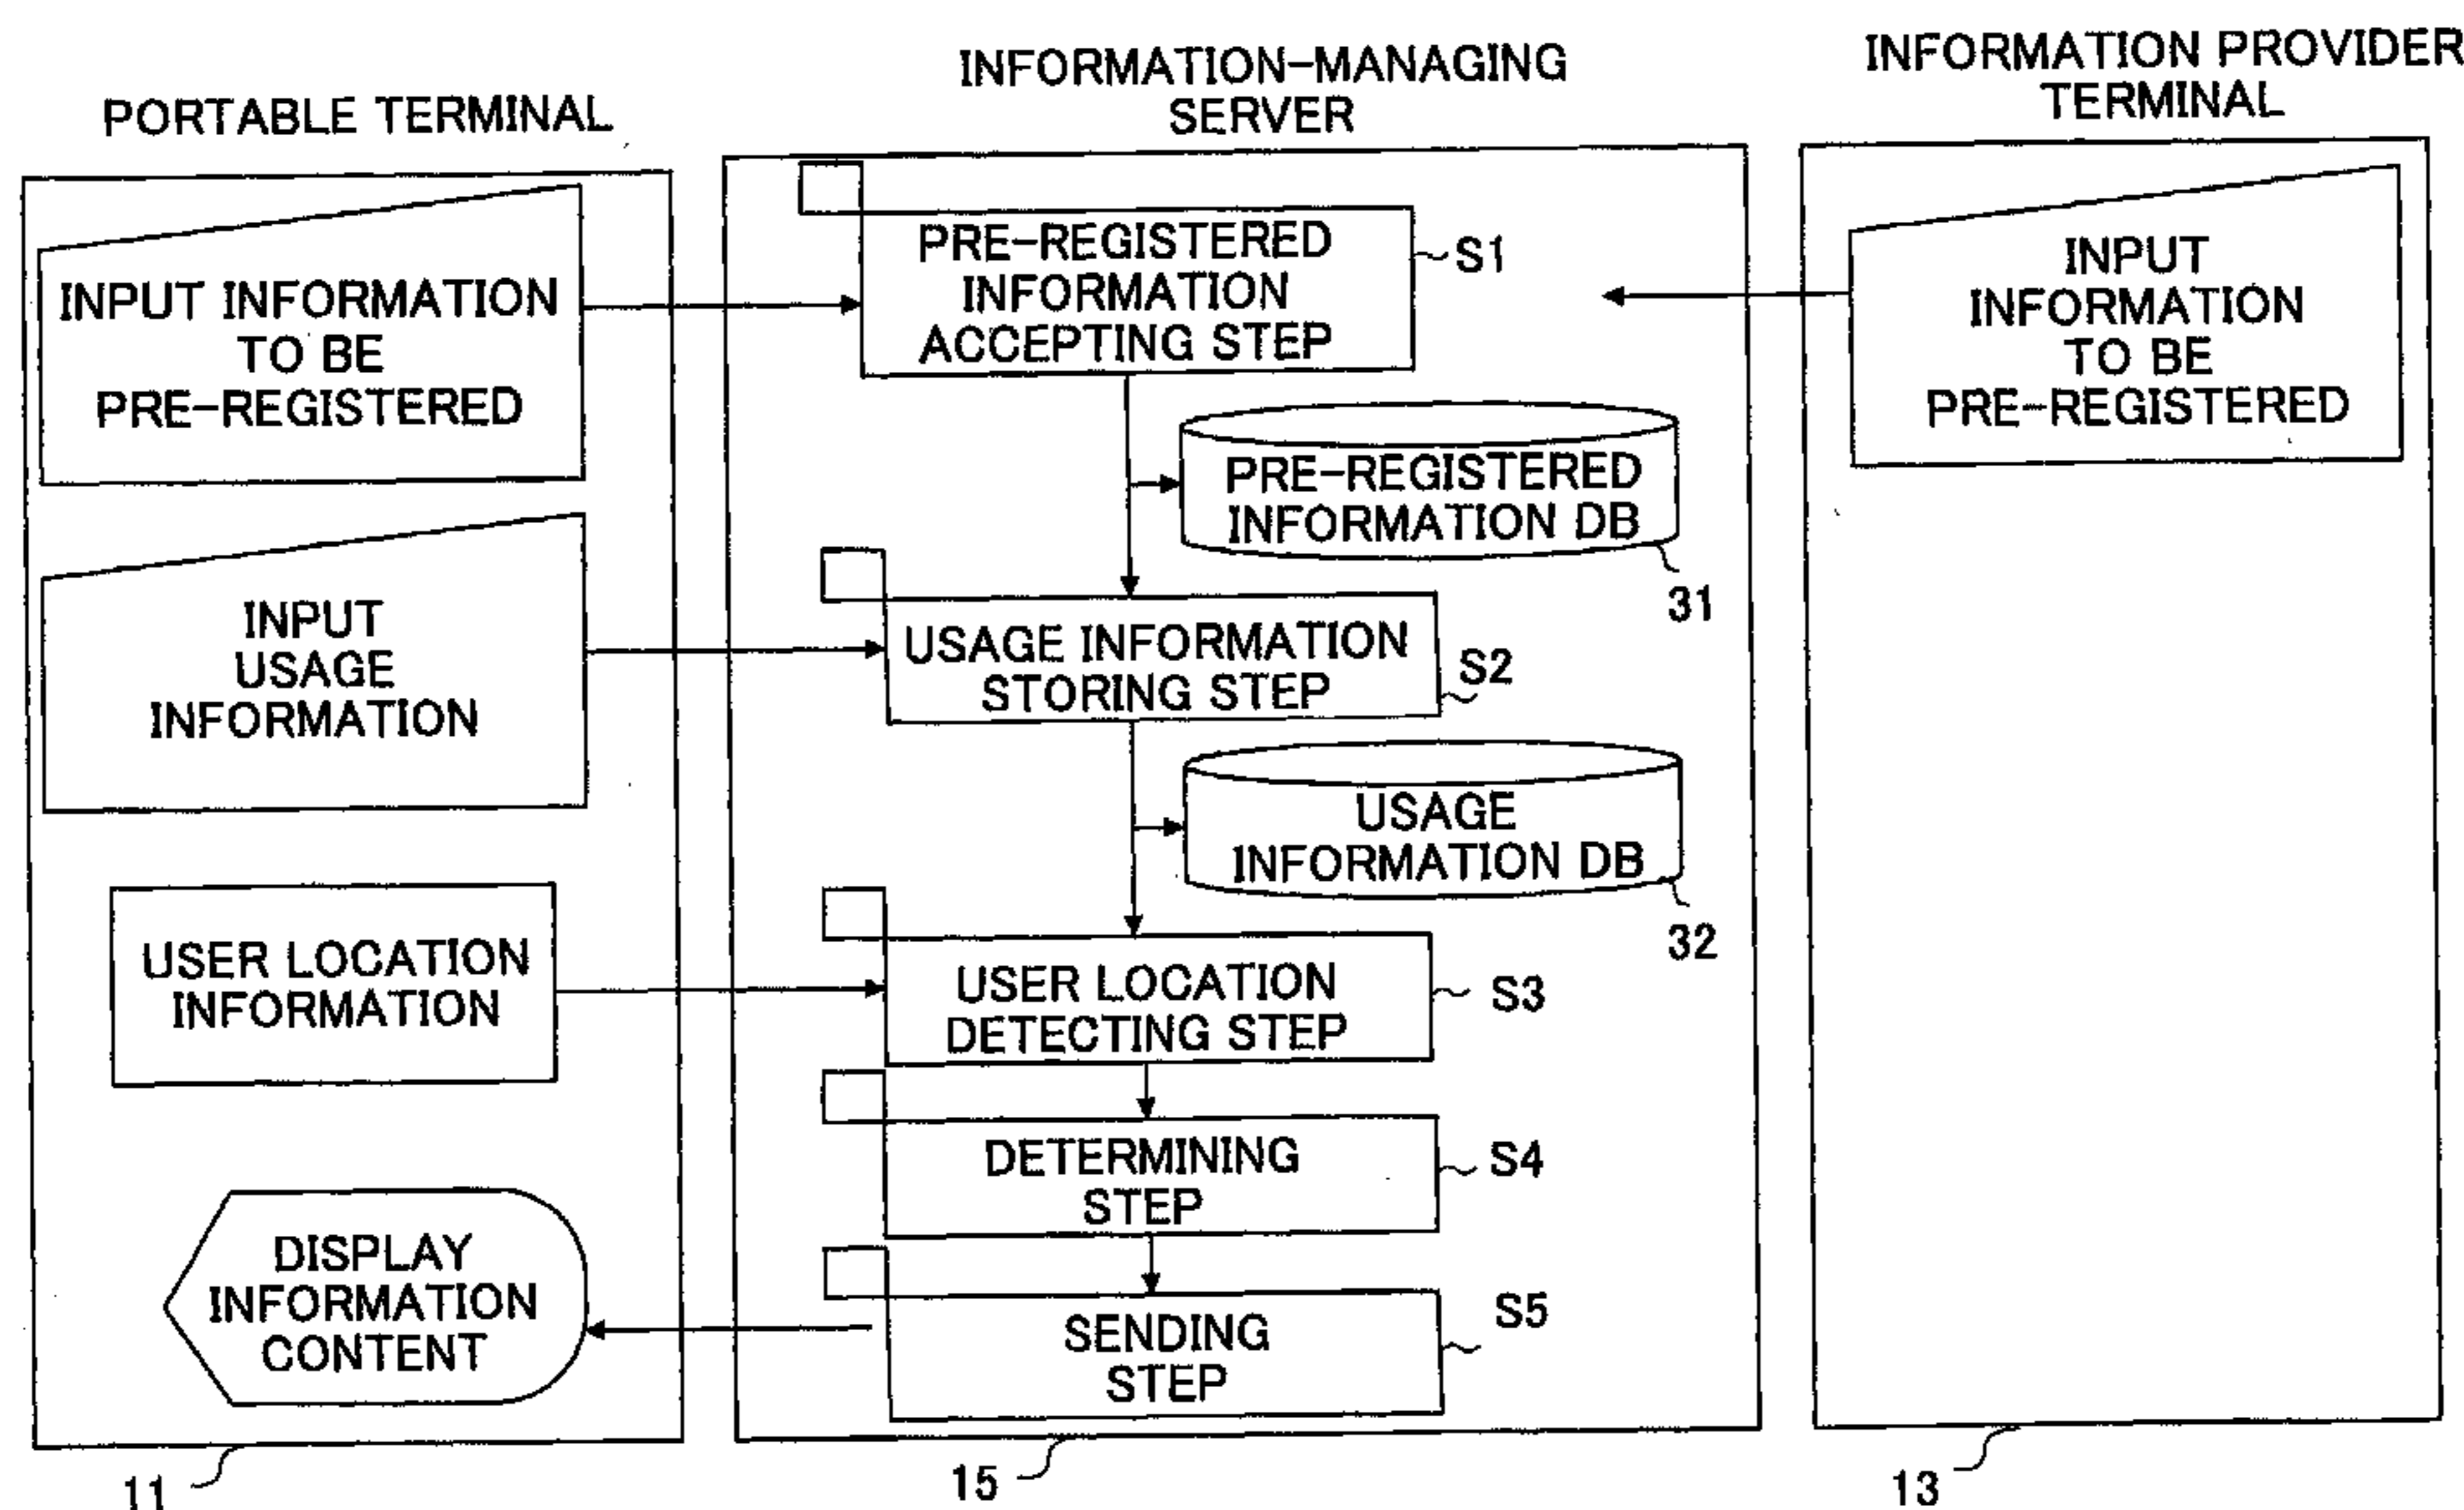 PORTABLE TERMINAL
INFORMATION-MANAGING
SERVER
INFORMATION PROVIDER
TERMINAL
INPUT INFORMATION
TO BE
PRE-REGISTERED
PRE-REGISTERED
INFORMATION
ACCEPTING STEP
S1
INPUT
INFORMATION
TO BE
PRE-REGISTERED
PRE-REGISTERED
INFORMATION DB
31
INPUT
USAGE
INFORMATION
USAGE INFORMATION
STORING STEP
S2
USAGE
INFORMATION DB
32
USER LOCATION
INFORMATION
USER LOCATION
DETECTING STEP
S3
DETERMINING
STEP
S4
DISPLAY
INFORMATION
CONTENT
SENDING
STEP
S5
11
15
13